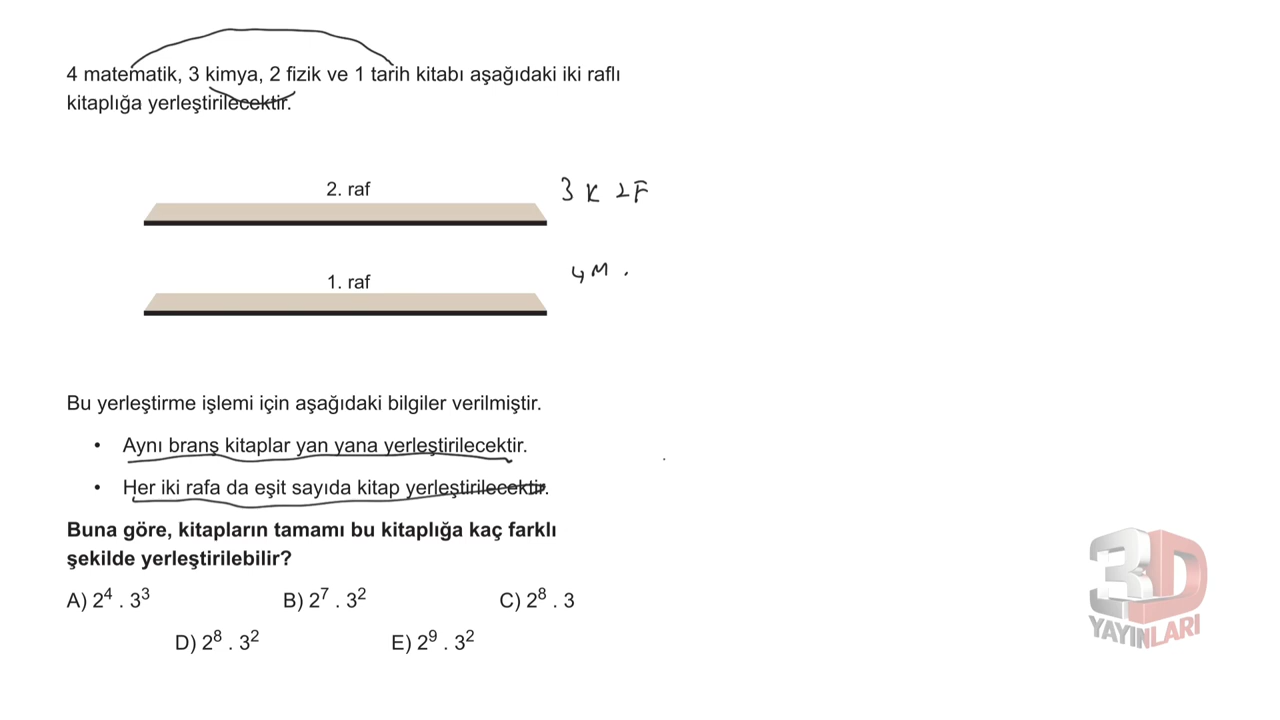 4 matematik, 3 kimya, 2 fizik ve 1 tarih kitabı aşağıdaki iki raflı
kitaplığa yerleştirilecektir.
2. raf
3 K 2F
1. raf
4M .
Bu yerleştirme işlemi için aşağıdaki bilgiler verilmiştir.
• Aynı branş kitaplar yan yana yerleştirilecektir.
• Her iki rafa da eşit sayıda kitap yerleştirilecektir.
Buna göre, kitapların tamamı bu kitaplığa kaç farklı
şekilde yerleştirilebilir?
A) 2⁴ . 3³ B) 2⁷ . 3² C) 2⁸ . 3
D) 2⁸ . 3² E) 2⁹ . 3²
3D
YAYINLARI